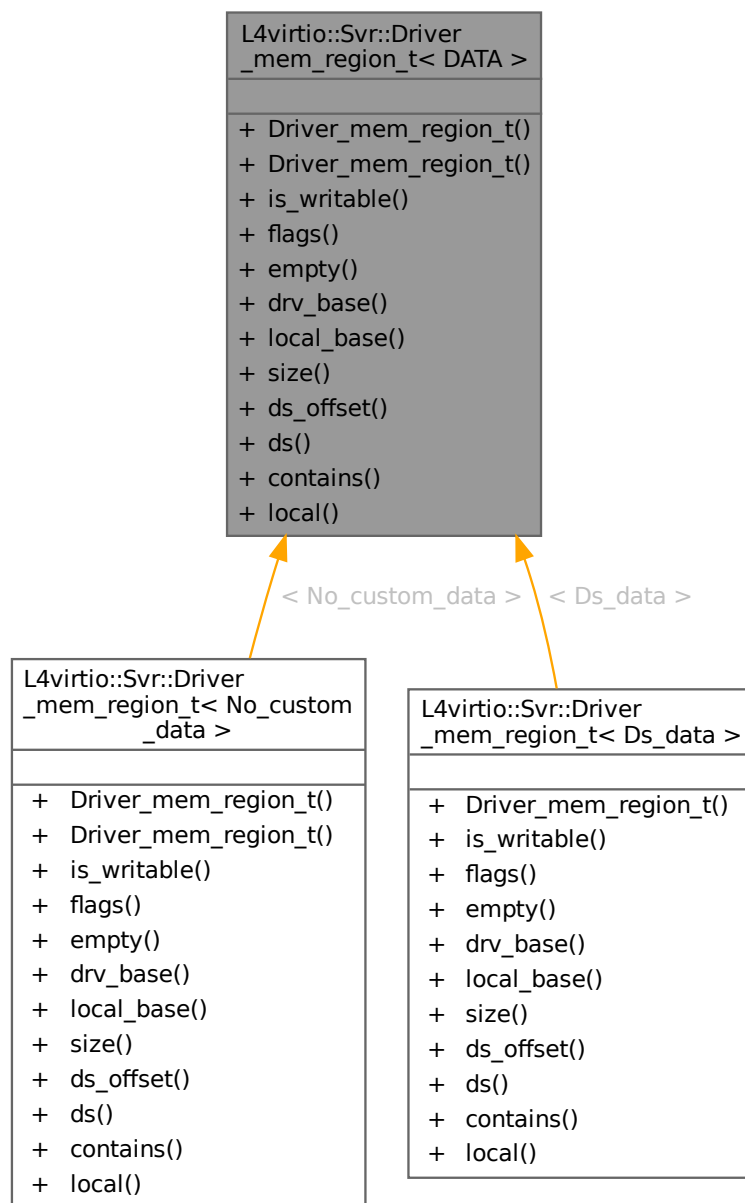 L4virtio::Svr::Driver
_mem_region_t< DATA >
+ Driver_mem_region_t()
+ Driver_mem_region_t()
+ is_writable()
+ flags()
+ empty()
+ drv_base()
+ local_base()
+ size()
+ ds_offset()
+ ds()
+ contains()
+ local()
< No_custom_data >
< Ds_data >
L4virtio::Svr::Driver
_mem_region_t< No_custom
_data >
+ Driver_mem_region_t()
+ Driver_mem_region_t()
+ is_writable()
+ flags()
+ empty()
+ drv_base()
+ local_base()
+ size()
+ ds_offset()
+ ds()
+ contains()
+ local()
L4virtio::Svr::Driver
_mem_region_t< Ds_data >
+ Driver_mem_region_t()
+ is_writable()
+ flags()
+ empty()
+ drv_base()
+ local_base()
+ size()
+ ds_offset()
+ ds()
+ contains()
+ local()